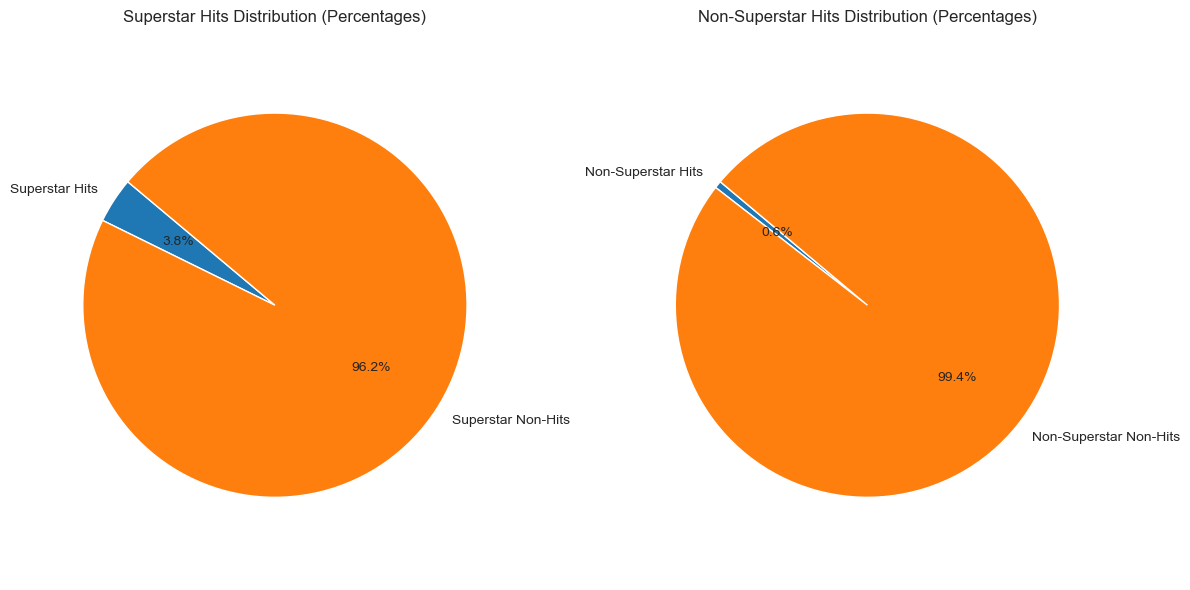 Superstar Hits Distribution (Percentages)
Superstar Hits
3.8%
96.2%
Superstar Non-Hits
Non-Superstar Hits Distribution (Percentages)
Non-Superstar Hits
0.6%
99.4%
Non-Superstar Non-Hits